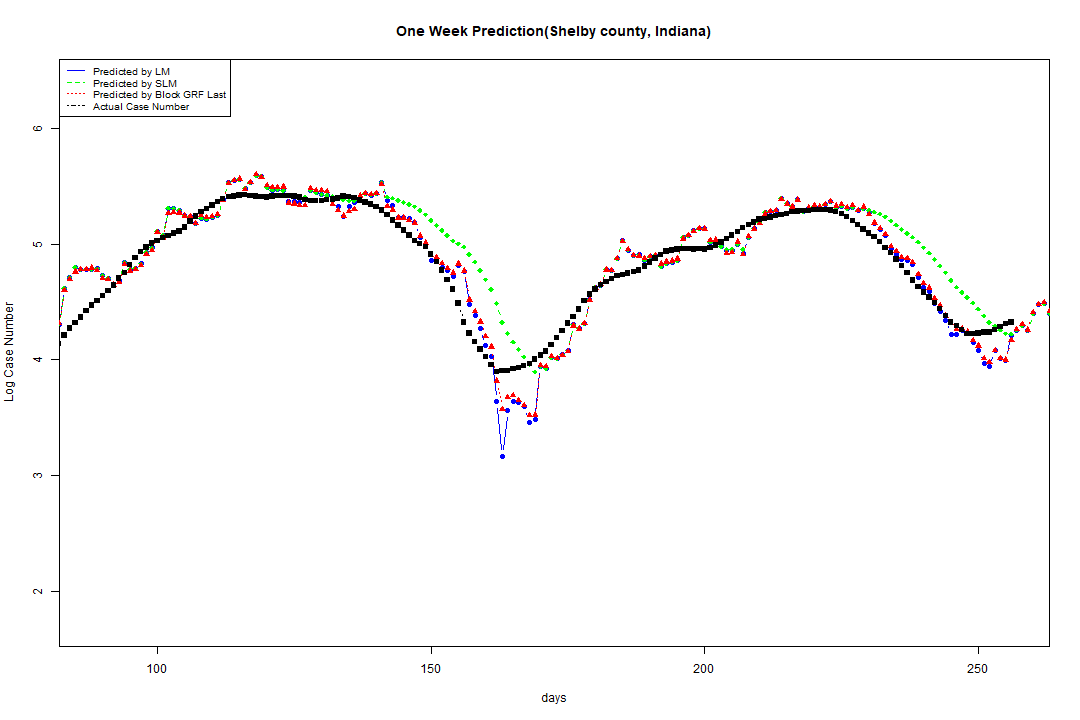 One Week Prediction(Shelby county, Indiana)
Predicted by LM
Predicted by SLM
Predicted by Block GRF Last
Actual Case Number
6
5
4
3
2
Log Case Number
100 150 200 250
days